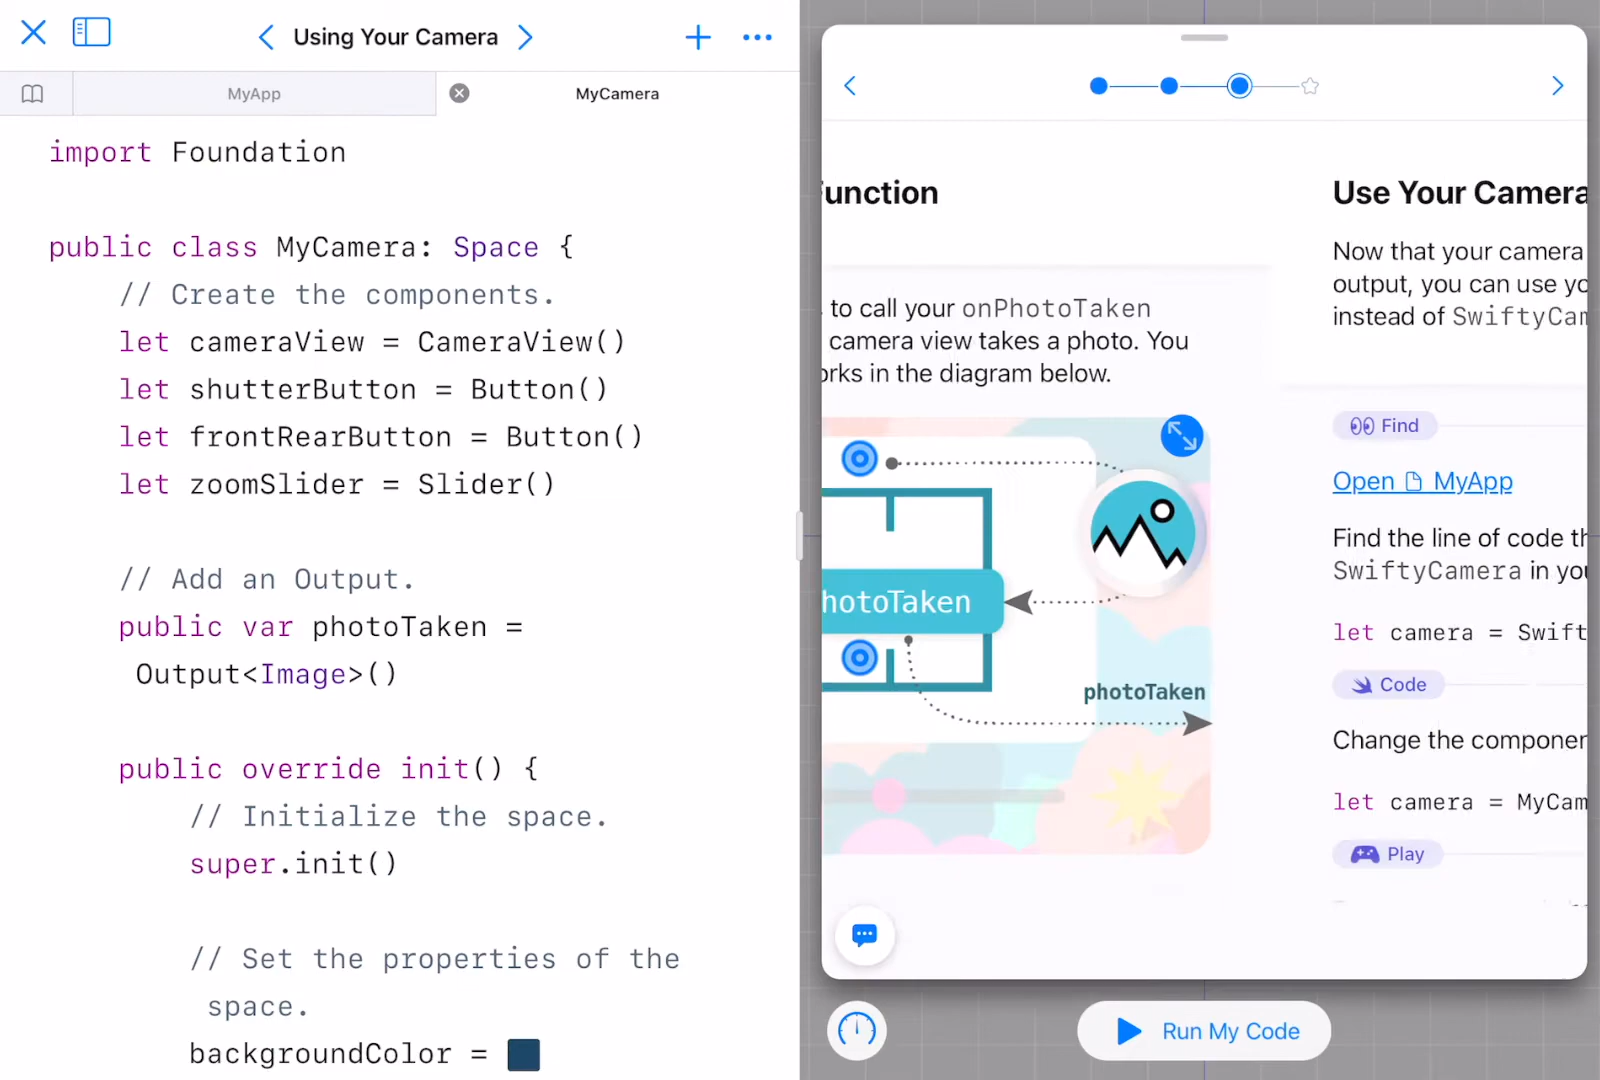 Using Your Camera
MyApp
MyCamera
import Foundation
public class MyCamera: Space {
// Create the components.
let cameraView = CameraView()
let shutterButton = Button()
let frontRearButton = Button()
let zoomSlider = Slider()
// Add an Output.
public var photoTaken =
Output<Image>()
public override init() {
// Initialize the space.
super.init()
// Set the properties of the
space.
backgroundColor =
unction
to call your onPhotoTaken
camera view takes a photo. You
orks in the diagram below.
hotoTaken
photoTaken
Use Your Camera
Now that your camera
output, you can use yo
instead of SwiftyCam
Find
Open MyApp
Find the line of code th
SwiftyCamera in you
let camera = Swift
Code
Change the componen
let camera = MyCam
Play
Run My Code